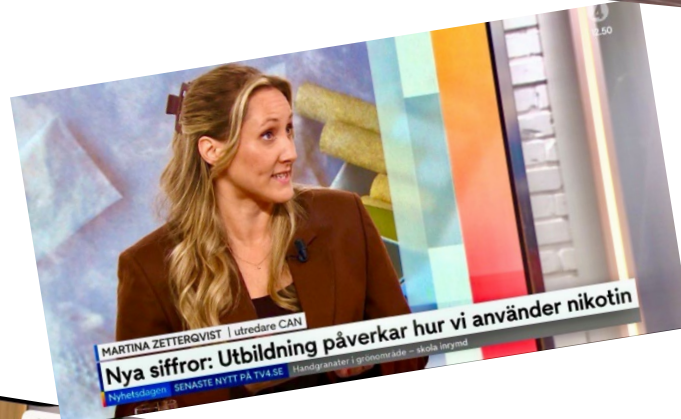 4
12.50
MARTINA ZETTERQVIST | utredare CAN
Nya siffror: Utbildning påverkar hur vi använder nikotin
Nyhetsdagen SENASTE NYTT PÅ TV4.SE Handgranater i grönområde – skola inrymd